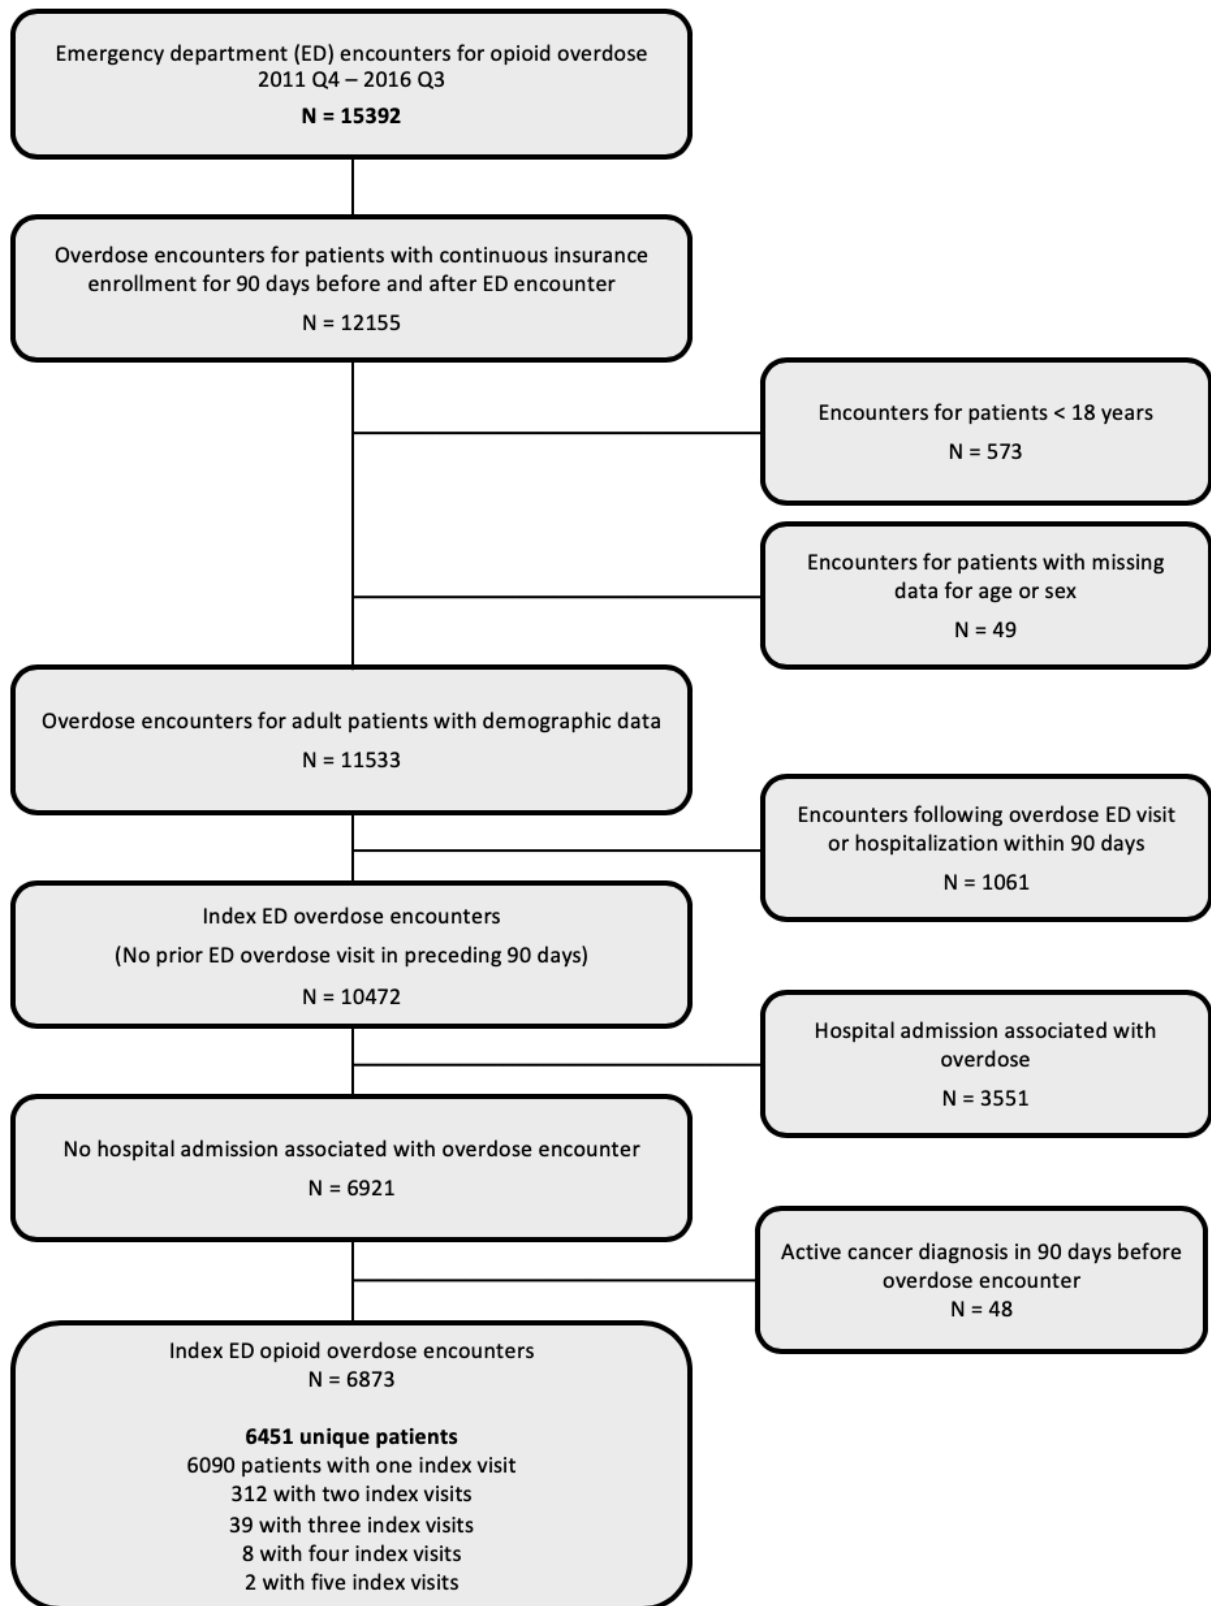 Emergency department (ED) encounters for opioid overdose
2011 Q4 – 2016 Q3
N = 15392
Overdose encounters for patients with continuous insurance
enrollment for 90 days before and after ED encounter
N = 12155
Encounters for patients < 18 years
N = 573
Encounters for patients with missing
data for age or sex
N = 49
Overdose encounters for adult patients with demographic data
N = 11533
Encounters following overdose ED visit
or hospitalization within 90 days
N = 1061
Index ED overdose encounters
(No prior ED overdose visit in preceding 90 days)
N = 10472
Hospital admission associated with
overdose
N = 3551
No hospital admission associated with overdose encounter
N = 6921
Active cancer diagnosis in 90 days before
overdose encounter
N = 48
Index ED opioid overdose encounters
N = 6873
6451 unique patients
6090 patients with one index visit
312 with two index visits
39 with three index visits
8 with four index visits
2 with five index visits